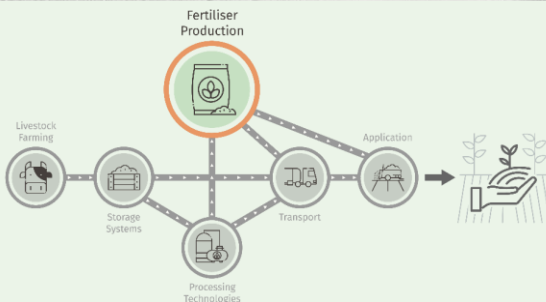 Fertiliser
Production
Livestock
Farming
Application
Storage
Systems
Transport
Processing
Technologies